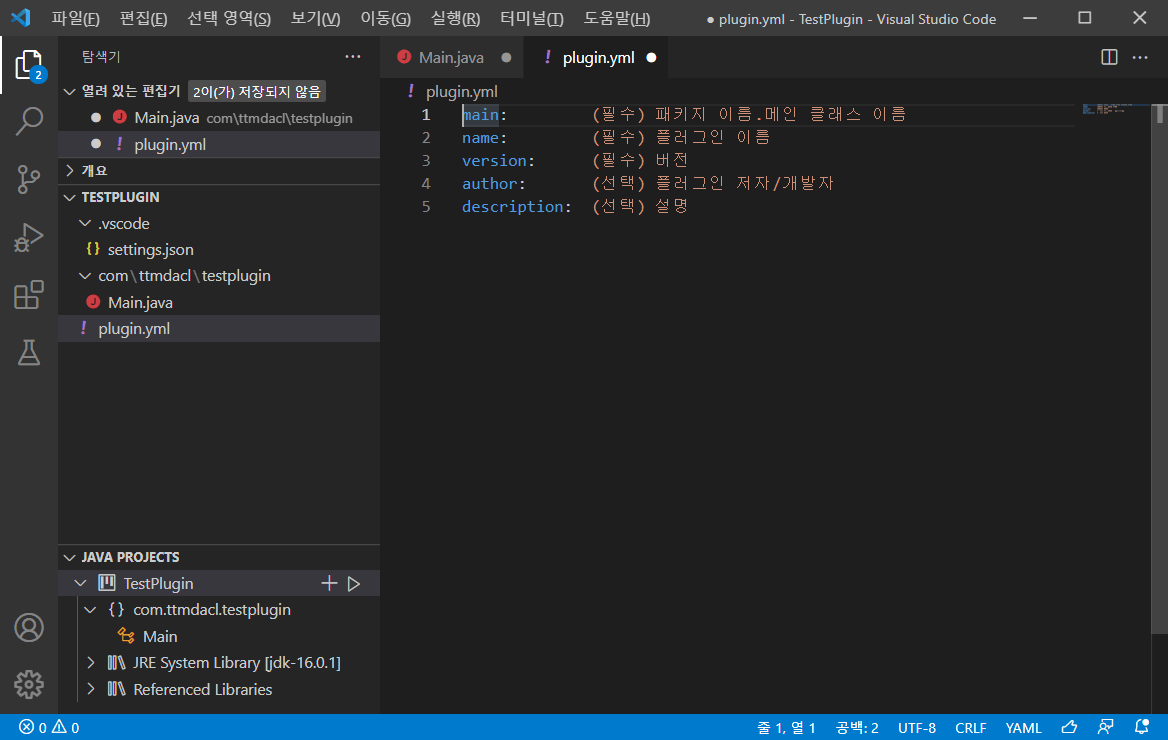 파일(F) 편집(E) 선택 영역(S) 보기(V) 이동(G) 실행(R) 터미널(T) 도움말(H) ● plugin.yml - TestPlugin - Visual Studio Code
탐색기
Main.java
plugin.yml
2
열려 있는 편집기 2이(가) 저장되지 않음
Main.java com\ttmdacl\testplugin
plugin.yml
개요
TESTPLUGIN
.vscode
{} settings.json
com\ttmdacl\testplugin
Main.java
! plugin.yml
! plugin.yml
1 main: (필수) 패키지 이름.메인 클래스 이름
2 name: (필수) 플러그인 이름
3 version: (필수) 버전
4 author: (선택) 플러그인 저자/개발자
5 description: (선택) 설명
JAVA PROJECTS
TestPlugin
{} com.ttmdacl.testplugin
Main
JRE System Library [jdk-16.0.1]
Referenced Libraries
0 0 줄 1, 열 1 공백: 2 UTF-8 CRLF YAML